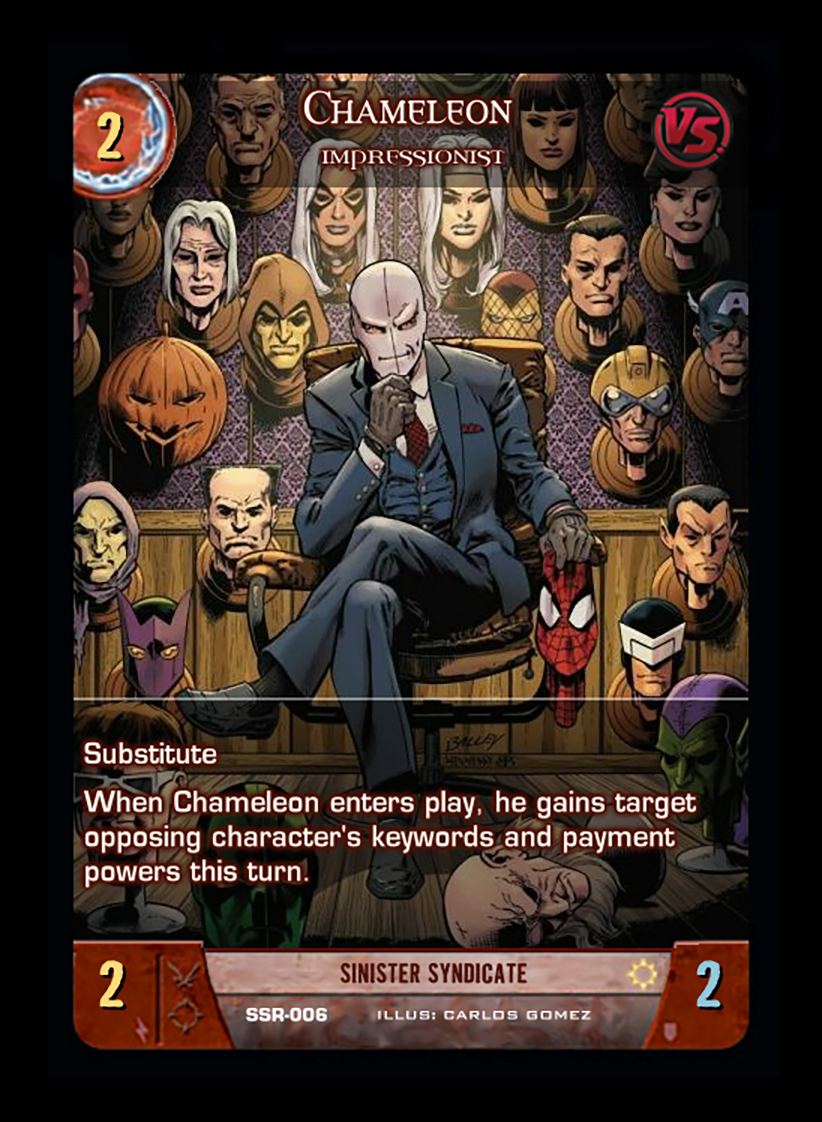 2
CHAMELEON
VS.
IMPRESSIONIST
A
BAGLEY
Substitute
When Chameleon enters play, he gains target
opposing character's keywords and payment
powers this turn.
2
SINISTER SYNDICATE
2
SSR-006
ILLUS: CARLOS GOMEZ